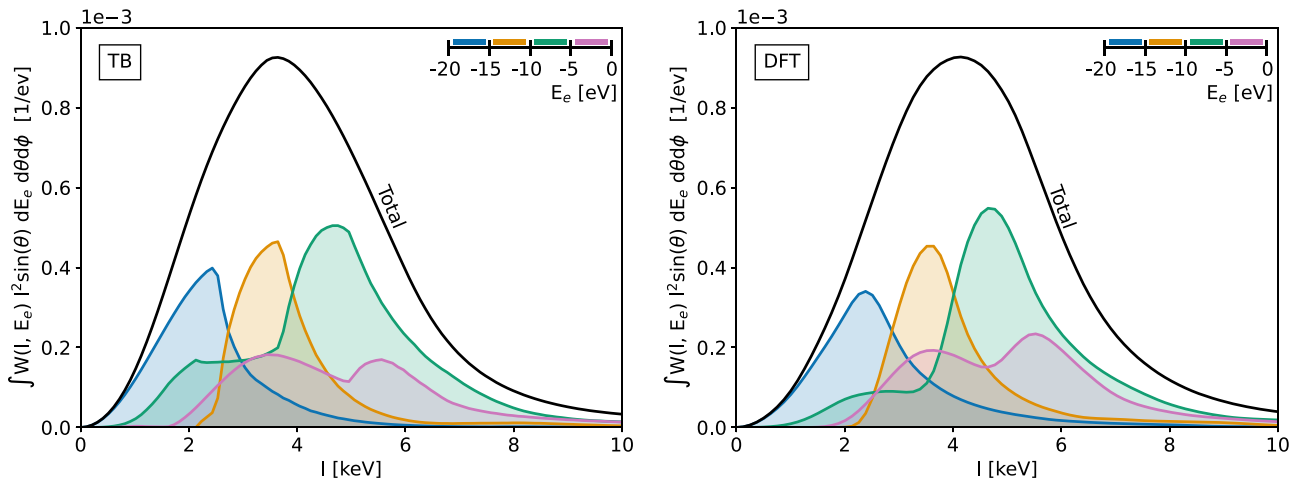 1e−3
TB
-20 -15 -10 -5 0
E_e [eV]
1.0
0.8
0.6
0.4
0.2
0.0
∫W(l, E_e) l²sin(θ) dE_e dθdϕ [1/ev]
Total
0 2 4 6 8 10
l [keV]
1e−3
DFT
-20 -15 -10 -5 0
E_e [eV]
1.0
0.8
0.6
0.4
0.2
0.0
∫W(l, E_e) l²sin(θ) dE_e dθdϕ [1/ev]
Total
0 2 4 6 8 10
l [keV]